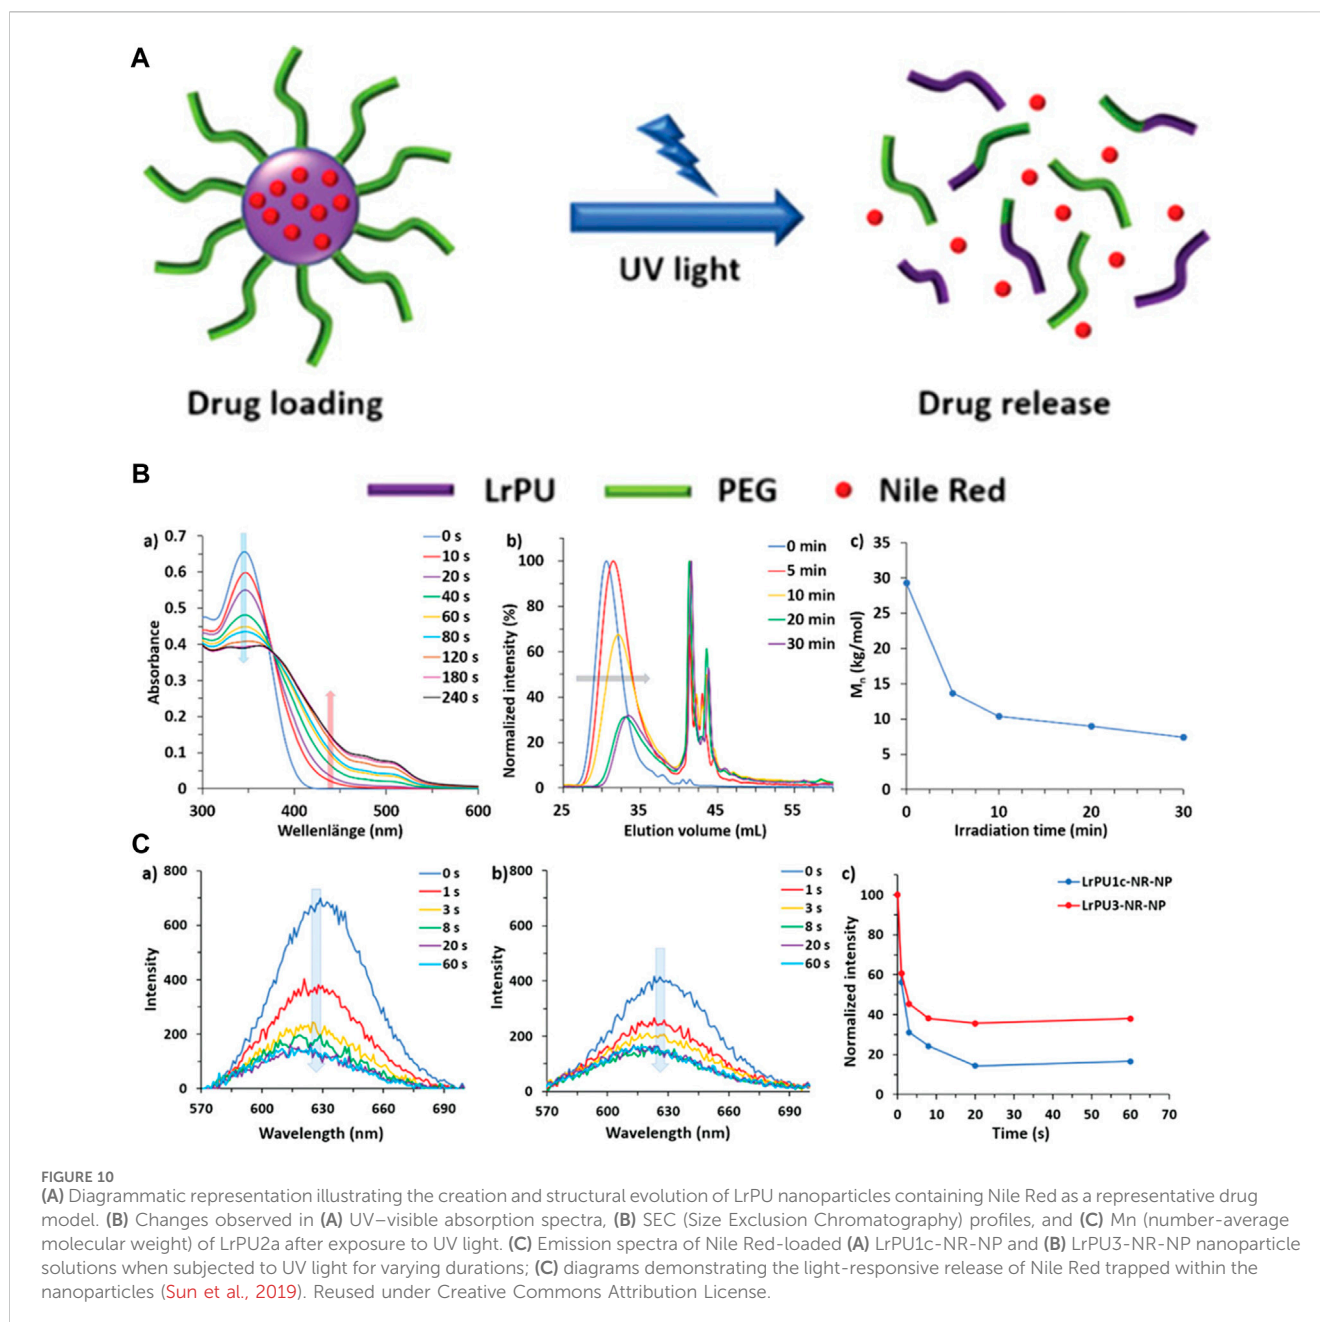 A
UV light
Drug loading
Drug release
B
LrPU
PEG
Nile Red
a)
0.7
0.6
0.5
0.4
0.3
0.2
0.1
0
Absorbance
300
400
500
600
Wellenlänge (nm)
0 s
10 s
20 s
40 s
60 s
80 s
120 s
180 s
240 s
b)
100
80
60
40
20
0
Normalized intensity (%)
25
35
45
55
Elution volume (mL)
0 min
5 min
10 min
20 min
30 min
c)
35
30
25
20
15
10
5
0
Mn (kg/mol)
0
10
20
30
Irradiation time (min)
C
a)
800
600
400
200
0
Intensity
570
600
630
660
690
Wavelength (nm)
0 s
1 s
3 s
8 s
20 s
60 s
b)
800
600
400
200
0
Intensity
570
600
630
660
690
Wavelength (nm)
0 s
1 s
3 s
8 s
20 s
60 s
c)
100
80
60
40
20
0
Normalized intensity
0
10
20
30
40
50
60
70
Time (s)
LrPU1c-NR-NP
LrPU3-NR-NP
FIGURE 10
(A) Diagrammatic representation illustrating the creation and structural evolution of LrPU nanoparticles containing Nile Red as a representative drug
model. (B) Changes observed in (A) UV–visible absorption spectra, (B) SEC (Size Exclusion Chromatography) profiles, and (C) Mn (number-average
molecular weight) of LrPU2a after exposure to UV light. (C) Emission spectra of Nile Red-loaded (A) LrPU1c-NR-NP and (B) LrPU3-NR-NP nanoparticle
solutions when subjected to UV light for varying durations; (C) diagrams demonstrating the light-responsive release of Nile Red trapped within the
nanoparticles (Sun et al., 2019). Reused under Creative Commons Attribution License.